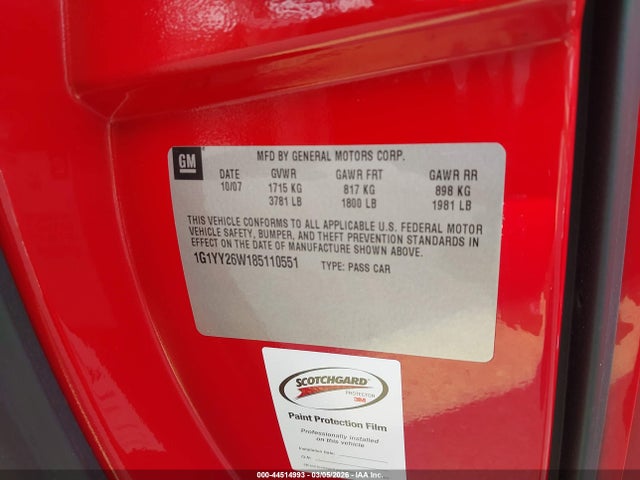 GM
MFD BY GENERAL MOTORS CORP.
DATE GVWR GAWR FRT GAWR RR
10/07 1715 KG 817 KG 898 KG
3781 LB 1800 LB 1981 LB
THIS VEHICLE CONFORMS TO ALL APPLICABLE U.S. FEDERAL MOTOR
VEHICLE SAFETY, BUMPER, AND THEFT PREVENTION STANDARDS IN
EFFECT ON THE DATE OF MANUFACTURE SHOWN ABOVE.
1G1YY26W185110551 TYPE: PASS CAR
SCOTCHGARD
PROTECTOR
3M
Paint Protection Film
Professionally installed
on this vehicle
Installation Date:
000-44514993 - 03/05/2026 - IAA Inc.